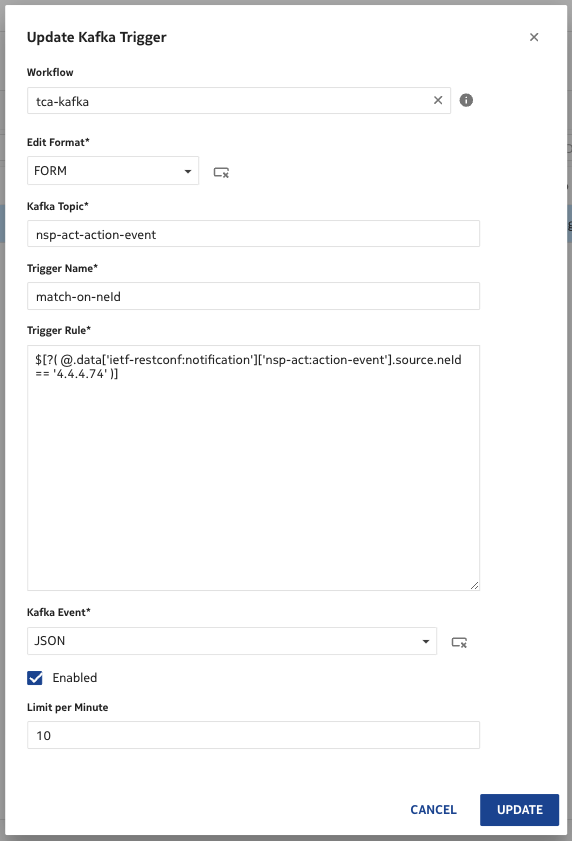 Update Kafka Trigger
Workflow
tca-kafka
Edit Format*
FORM
Kafka Topic*
nsp-act-action-event
Trigger Name*
match-on-neId
Trigger Rule*
$[?( @.data['ietf-restconf:notification']['nsp-act:action-event'].source.neId
== '4.4.4.74' )]
Kafka Event*
JSON
Enabled
Limit per Minute
10
CANCEL
UPDATE